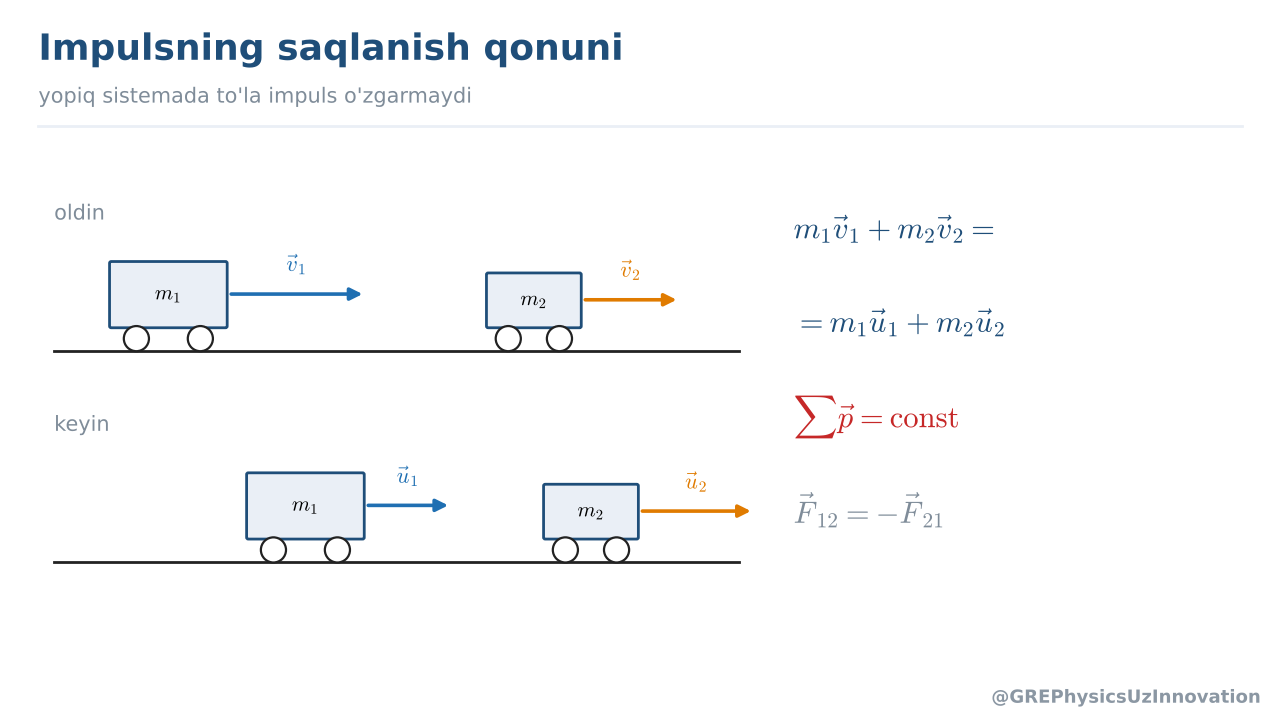 Impulsning saqlanish qonuni
yopiq sistemada to'la impuls o'zgarmaydi
oldin
m₁
v⃗₁
m₂
v⃗₂
keyin
m₁
u⃗₁
m₂
u⃗₂
m₁v⃗₁ + m₂v⃗₂ =
= m₁u⃗₁ + m₂u⃗₂
∑p⃗ = const
F⃗₁₂ = −F⃗₂₁
@GREPhysicsUzInnovation